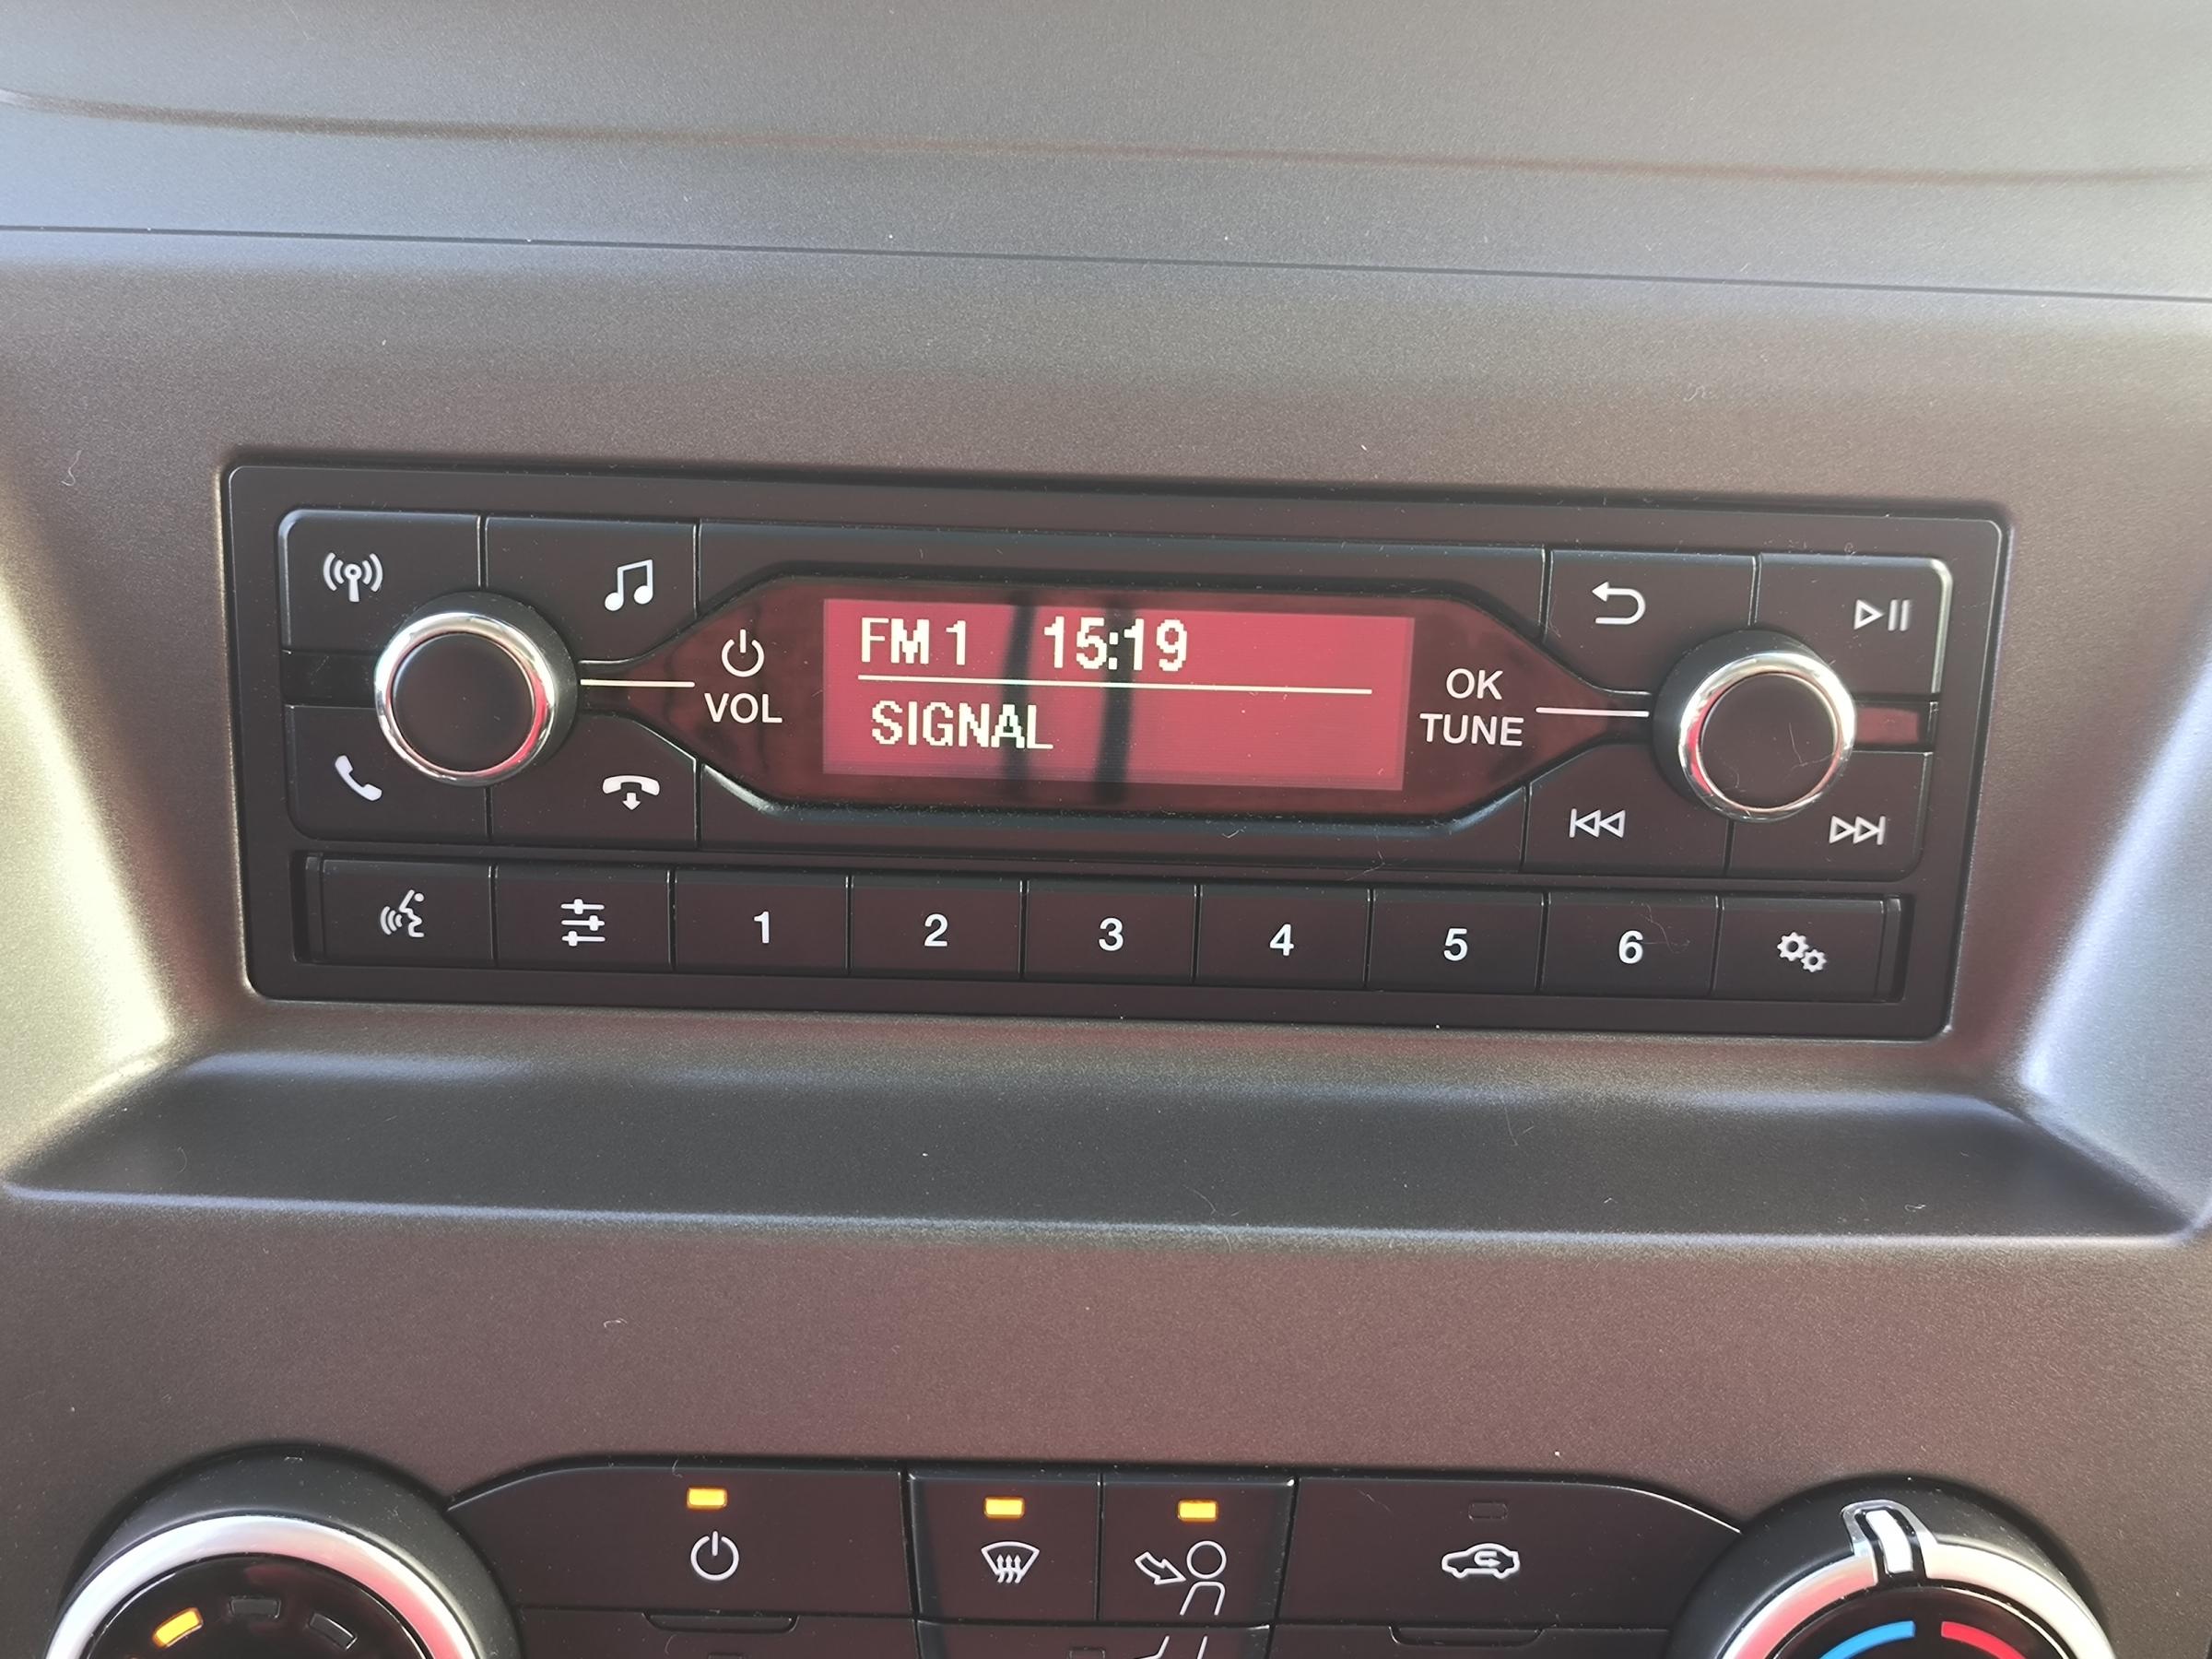 FM 1 15:19
SIGNAL
VOL
OK
TUNE
1 2 3 4 5 6